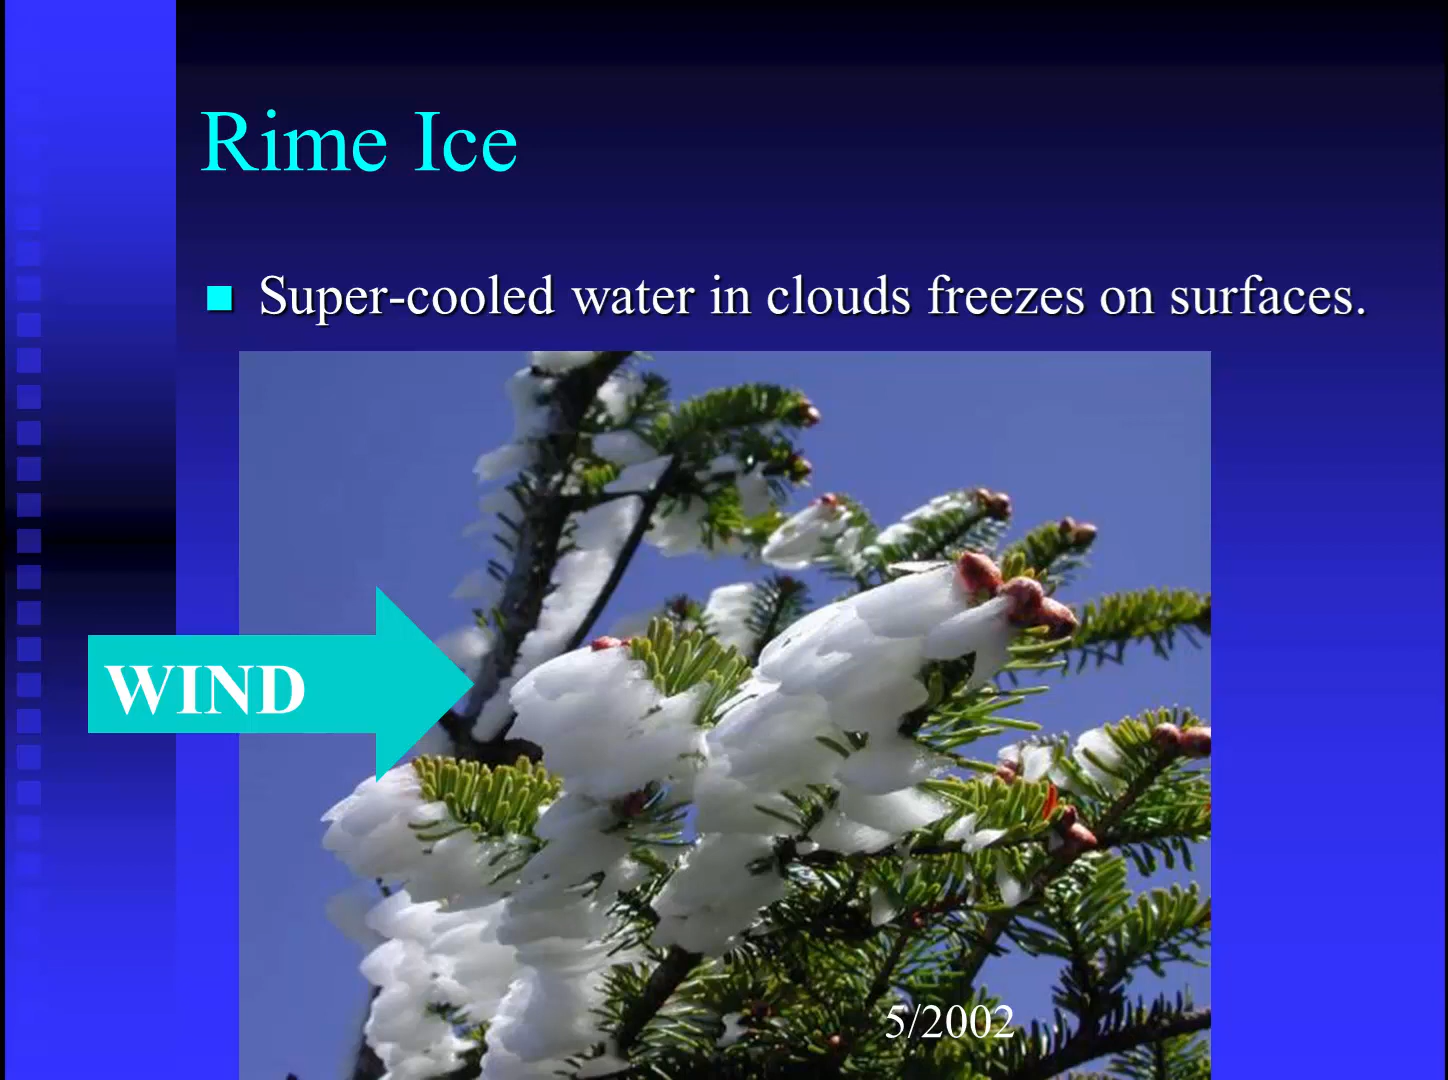 Rime Ice
Super-cooled water in clouds freezes on surfaces.
WIND
5/2002